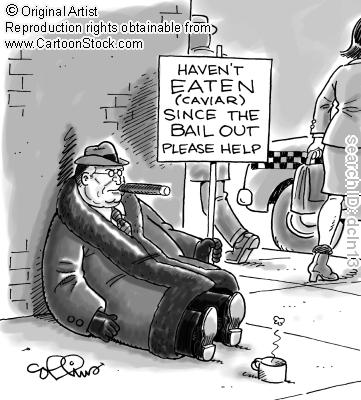 © Original Artist
Reproduction rights obtainable from
www.CartoonStock.com
HAVEN'T
EATEN
(CAVIAR)
SINCE THE
BAIL OUT
PLEASE HELP